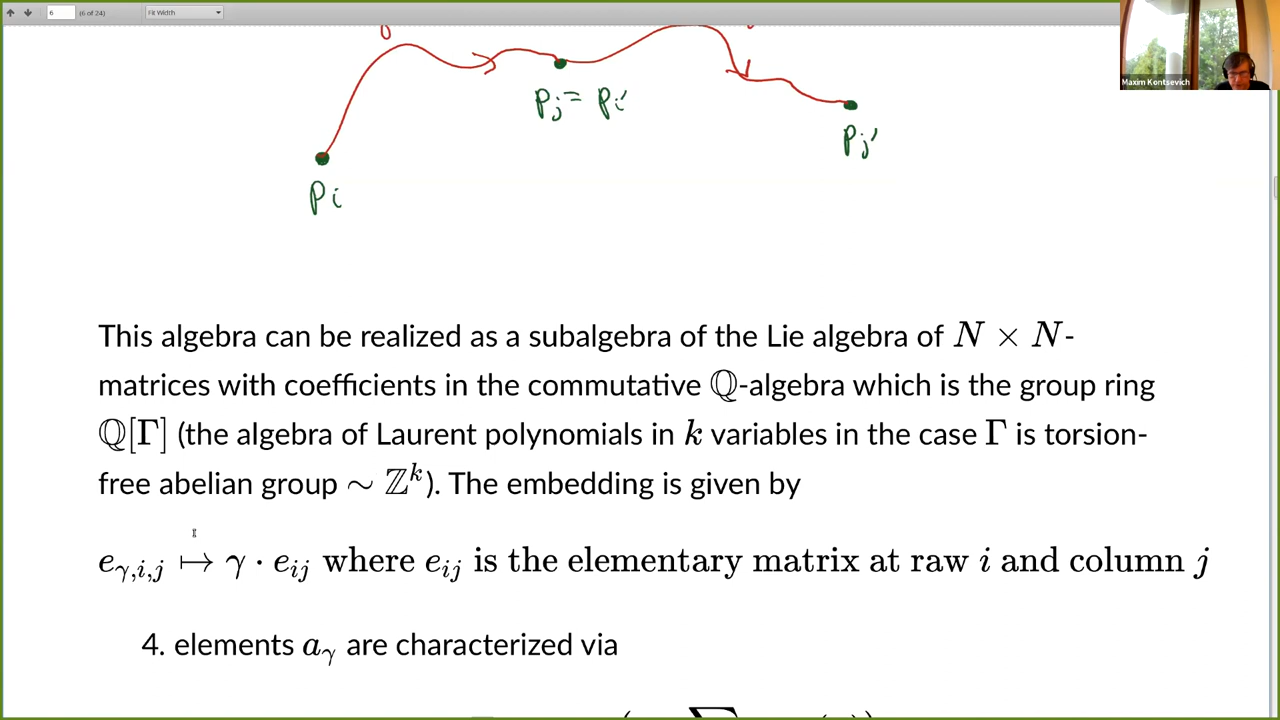 6 (6 of 24) Fit Width
Maxim Kontsevich
p_j = p_i'
p_j'
p_i
This algebra can be realized as a subalgebra of the Lie algebra of N × N-
matrices with coefficients in the commutative ℚ-algebra which is the group ring
ℚ[Γ] (the algebra of Laurent polynomials in k variables in the case Γ is torsion-
free abelian group ∼ ℤ^k). The embedding is given by
e_{γ,i,j} ↦ γ · e_{ij} where e_{ij} is the elementary matrix at raw i and column j
4. elements a_γ are characterized via